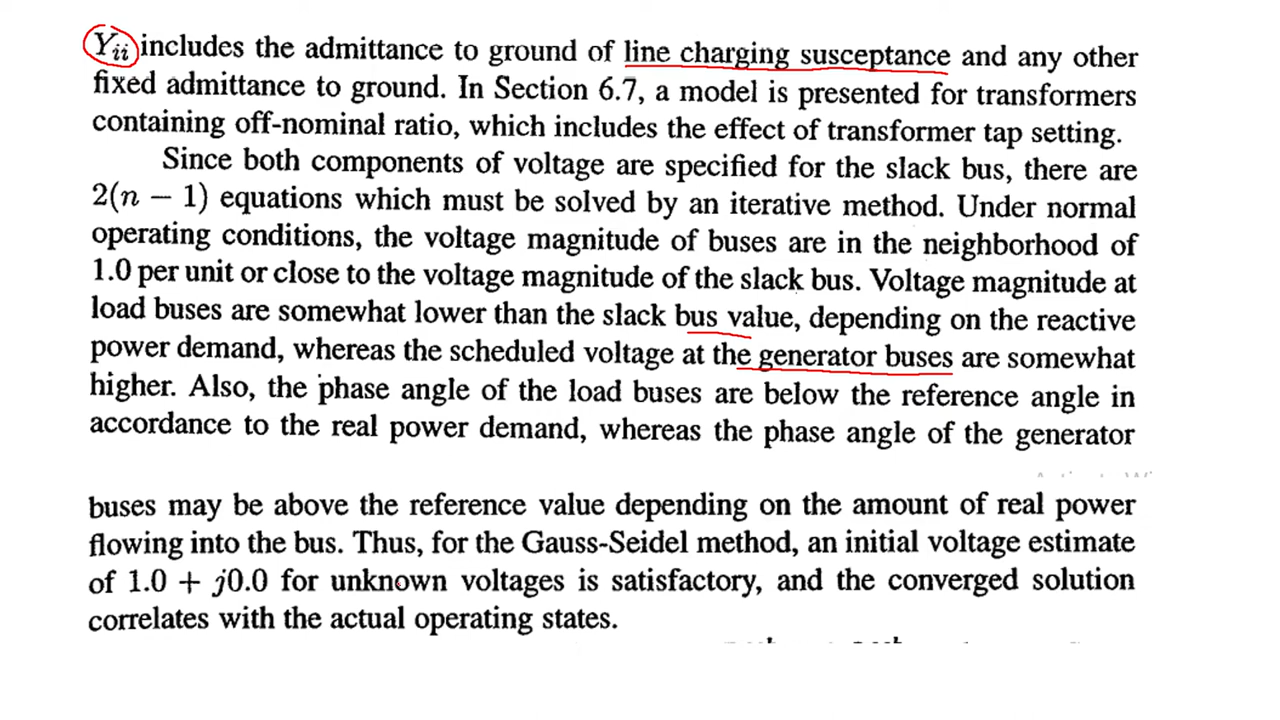 Y_ii includes the admittance to ground of line charging susceptance and any other
fixed admittance to ground. In Section 6.7, a model is presented for transformers
containing off-nominal ratio, which includes the effect of transformer tap setting.
Since both components of voltage are specified for the slack bus, there are
2(n − 1) equations which must be solved by an iterative method. Under normal
operating conditions, the voltage magnitude of buses are in the neighborhood of
1.0 per unit or close to the voltage magnitude of the slack bus. Voltage magnitude at
load buses are somewhat lower than the slack bus value, depending on the reactive
power demand, whereas the scheduled voltage at the generator buses are somewhat
higher. Also, the phase angle of the load buses are below the reference angle in
accordance to the real power demand, whereas the phase angle of the generator
buses may be above the reference value depending on the amount of real power
flowing into the bus. Thus, for the Gauss-Seidel method, an initial voltage estimate
of 1.0 + j0.0 for unknown voltages is satisfactory, and the converged solution
correlates with the actual operating states.